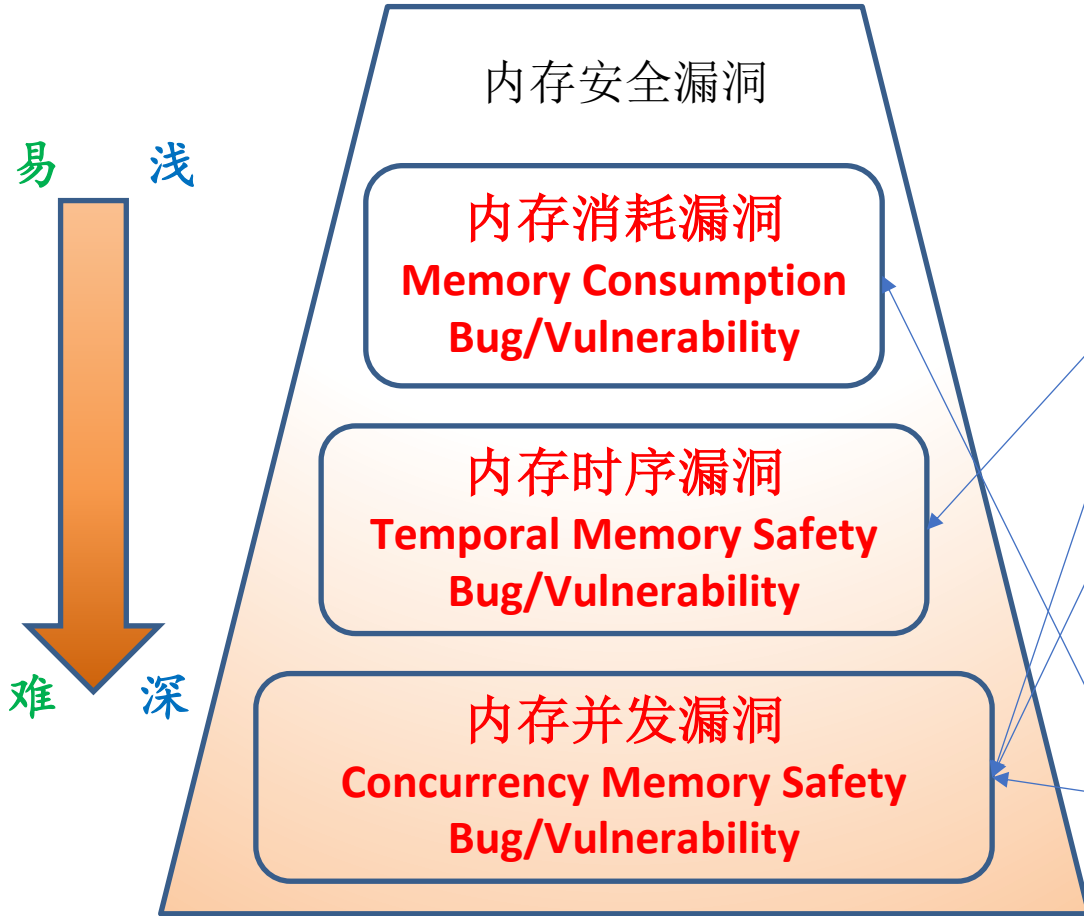 内存安全漏洞
易 浅
内存消耗漏洞
Memory Consumption
Bug/Vulnerability
内存时序漏洞
Temporal Memory Safety
Bug/Vulnerability
难 深
内存并发漏洞
Concurrency Memory Safety
Bug/Vulnerability